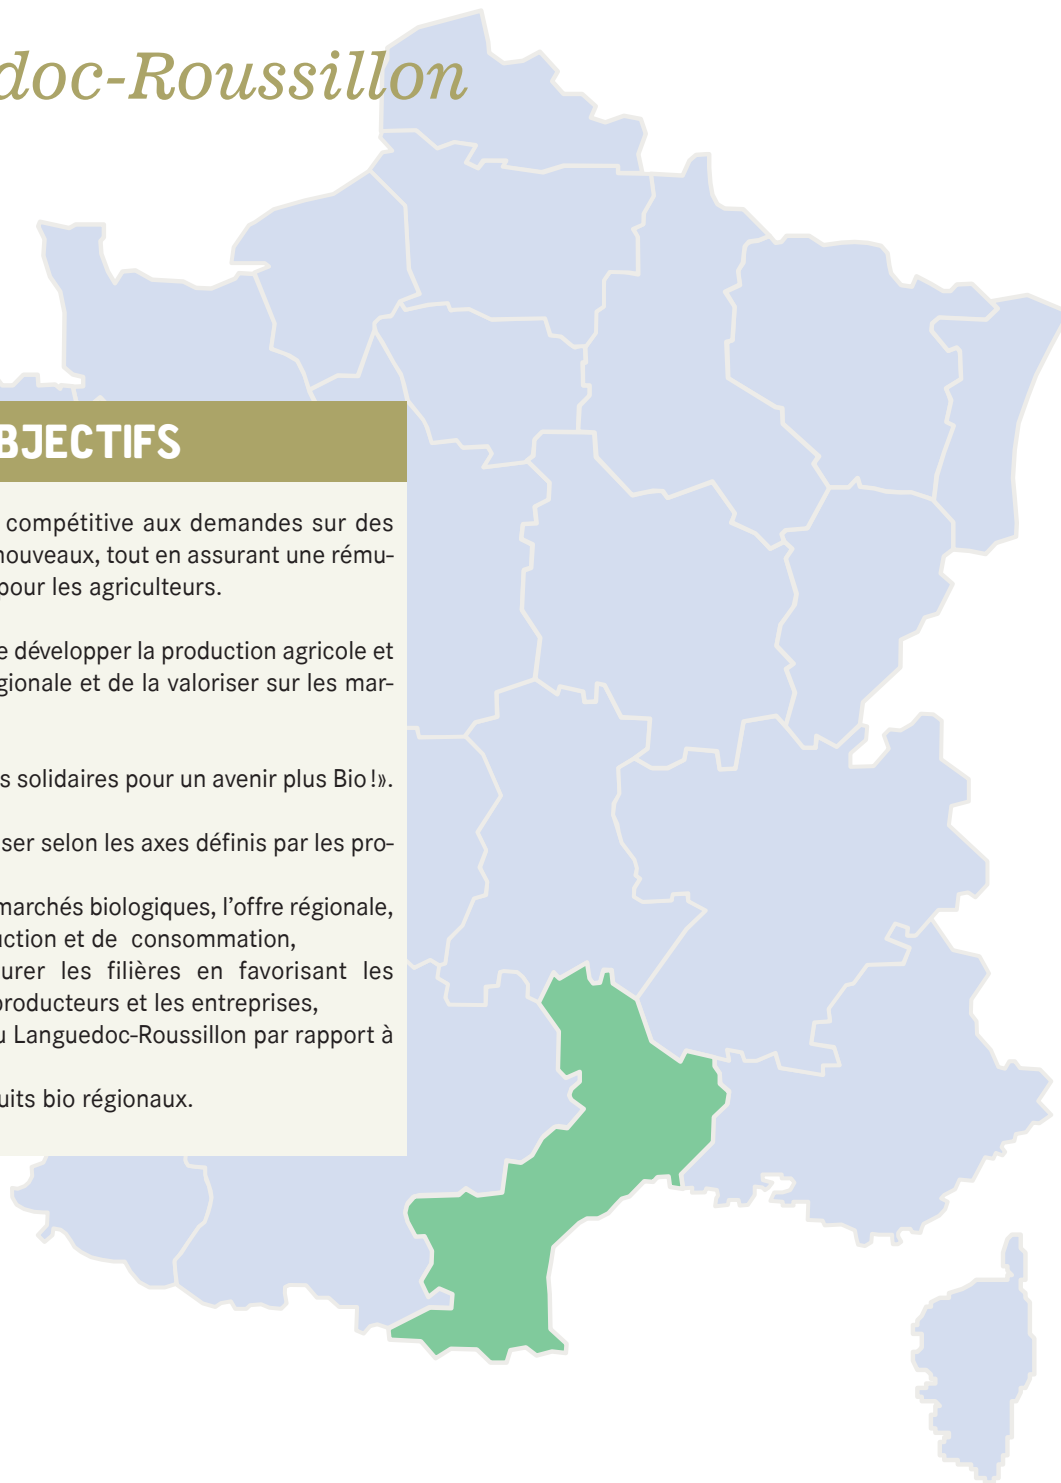 doc-Roussillon
BJECTIFS
compétitive aux demandes sur des
nouveaux, tout en assurant une rému-
pour les agriculteurs.
e développer la production agricole et
gionale et de la valoriser sur les mar-
s solidaires pour un avenir plus Bio!».
ser selon les axes définis par les pro-
marchés biologiques, l'offre régionale,
uction et de consommation,
urer les filières en favorisant les
producteurs et les entreprises,
u Languedoc-Roussillon par rapport à
uits bio régionaux.